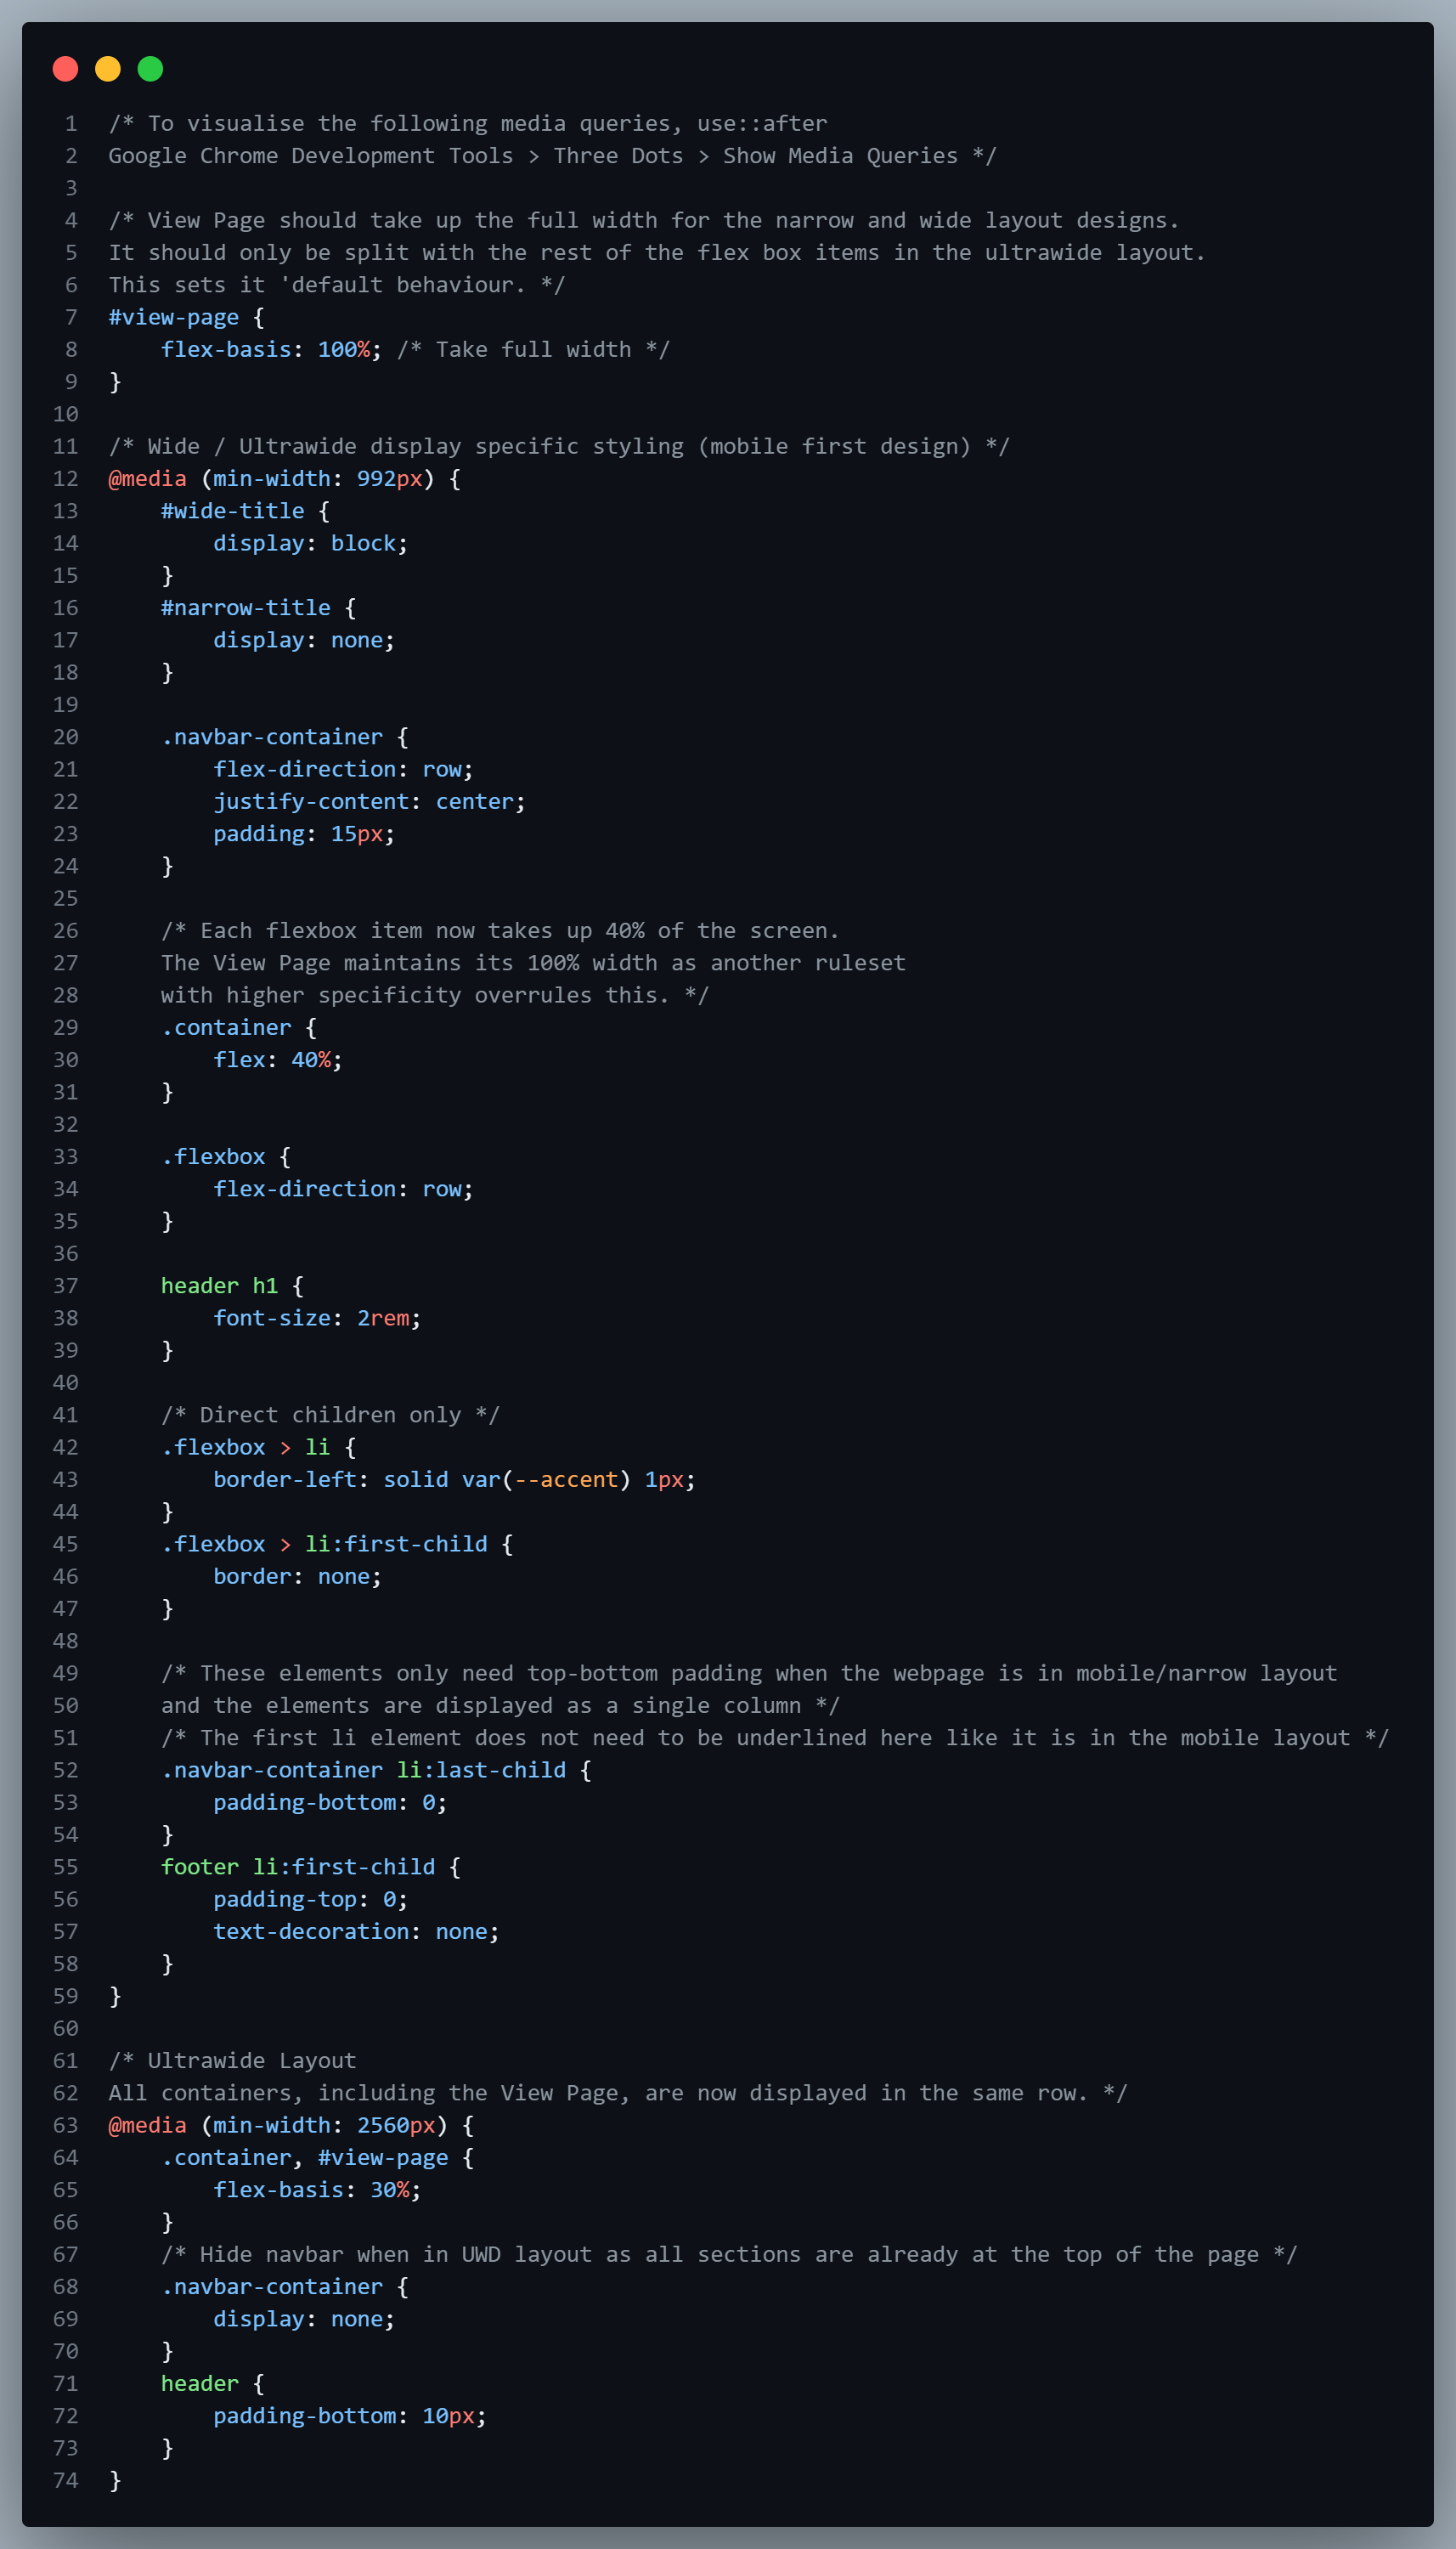 1 /* To visualise the following media queries, use::after
2 Google Chrome Development Tools > Three Dots > Show Media Queries */
3
4 /* View Page should take up the full width for the narrow and wide layout designs.
5 It should only be split with the rest of the flex box items in the ultrawide layout.
6 This sets it 'default behaviour. */
7 #view-page {
8     flex-basis: 100%; /* Take full width */
9 }
10
11 /* Wide / Ultrawide display specific styling (mobile first design) */
12 @media (min-width: 992px) {
13     #wide-title {
14         display: block;
15     }
16     #narrow-title {
17         display: none;
18     }
19
20     .navbar-container {
21         flex-direction: row;
22         justify-content: center;
23         padding: 15px;
24     }
25
26     /* Each flexbox item now takes up 40% of the screen.
27     The View Page maintains its 100% width as another ruleset
28     with higher specificity overrules this. */
29     .container {
30         flex: 40%;
31     }
32
33     .flexbox {
34         flex-direction: row;
35     }
36
37     header h1 {
38         font-size: 2rem;
39     }
40
41     /* Direct children only */
42     .flexbox > li {
43         border-left: solid var(--accent) 1px;
44     }
45     .flexbox > li:first-child {
46         border: none;
47     }
48
49     /* These elements only need top-bottom padding when the webpage is in mobile/narrow layout
50     and the elements are displayed as a single column */
51     /* The first li element does not need to be underlined here like it is in the mobile layout */
52     .navbar-container li:last-child {
53         padding-bottom: 0;
54     }
55     footer li:first-child {
56         padding-top: 0;
57         text-decoration: none;
58     }
59 }
60
61 /* Ultrawide Layout
62 All containers, including the View Page, are now displayed in the same row. */
63 @media (min-width: 2560px) {
64     .container, #view-page {
65         flex-basis: 30%;
66     }
67     /* Hide navbar when in UWD layout as all sections are already at the top of the page */
68     .navbar-container {
69         display: none;
70     }
71     header {
72         padding-bottom: 10px;
73     }
74 }